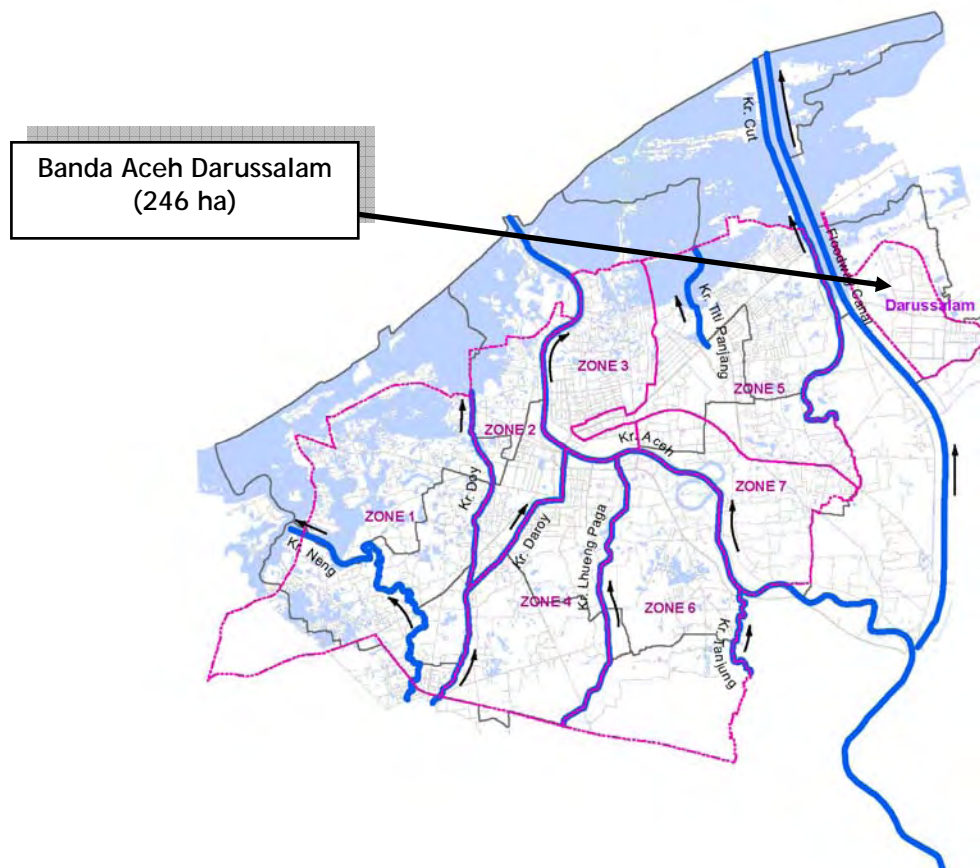 Banda Aceh Darussalam
(246 ha)
Kr. Cut
Floodway Canal
Darussalam
Kr. Titi Panjang
ZONE 3
ZONE 5
ZONE 2
Kr. Aceh
ZONE 7
Kr. Doy
ZONE 1
Kr. Neng
Kr. Daroy
Kr. Lhueng Paga
ZONE 4
ZONE 6
Kr. Tanjung